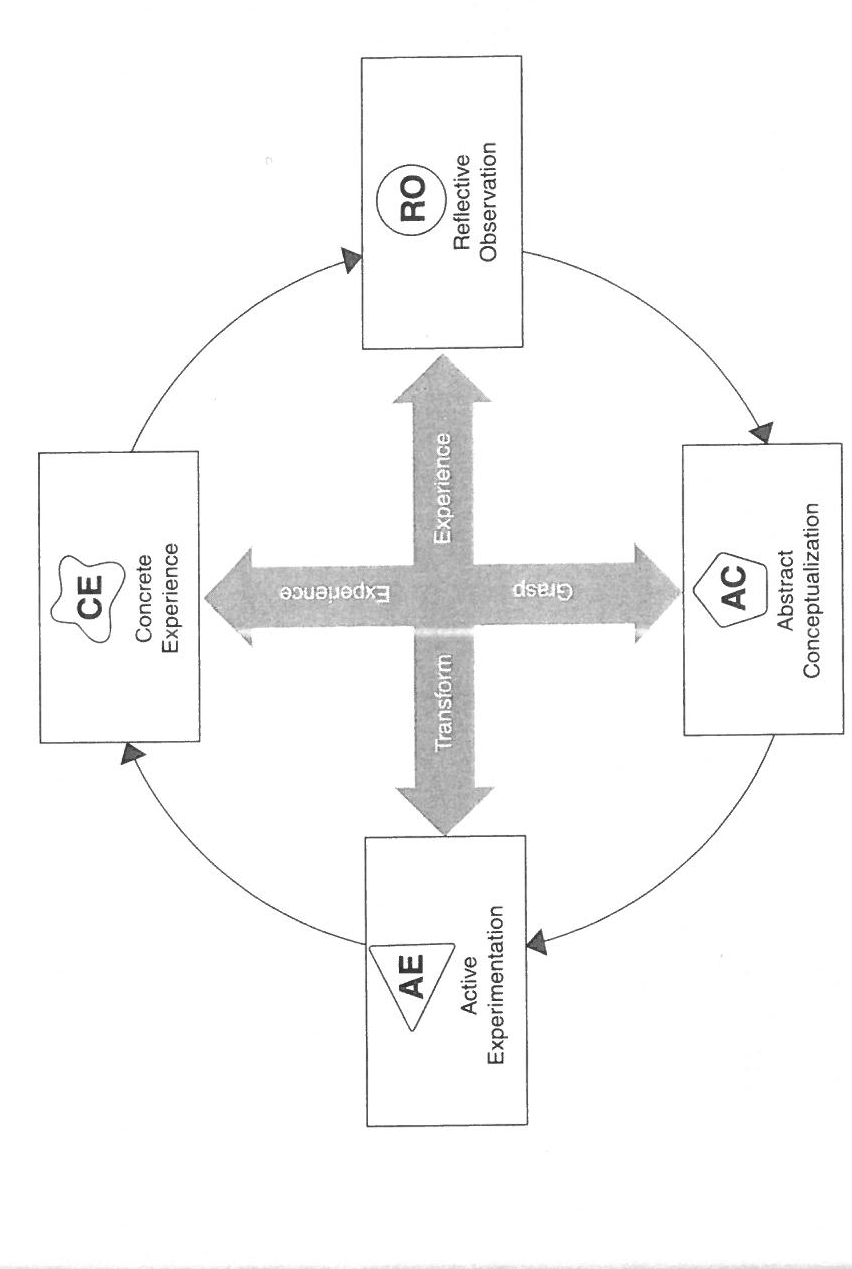 CE
Concrete
Experience
RO
Reflective
Observation
Experience
Experience
Grasp
Transform
AE
Active
Experimentation
AC
Abstract
Conceptualization